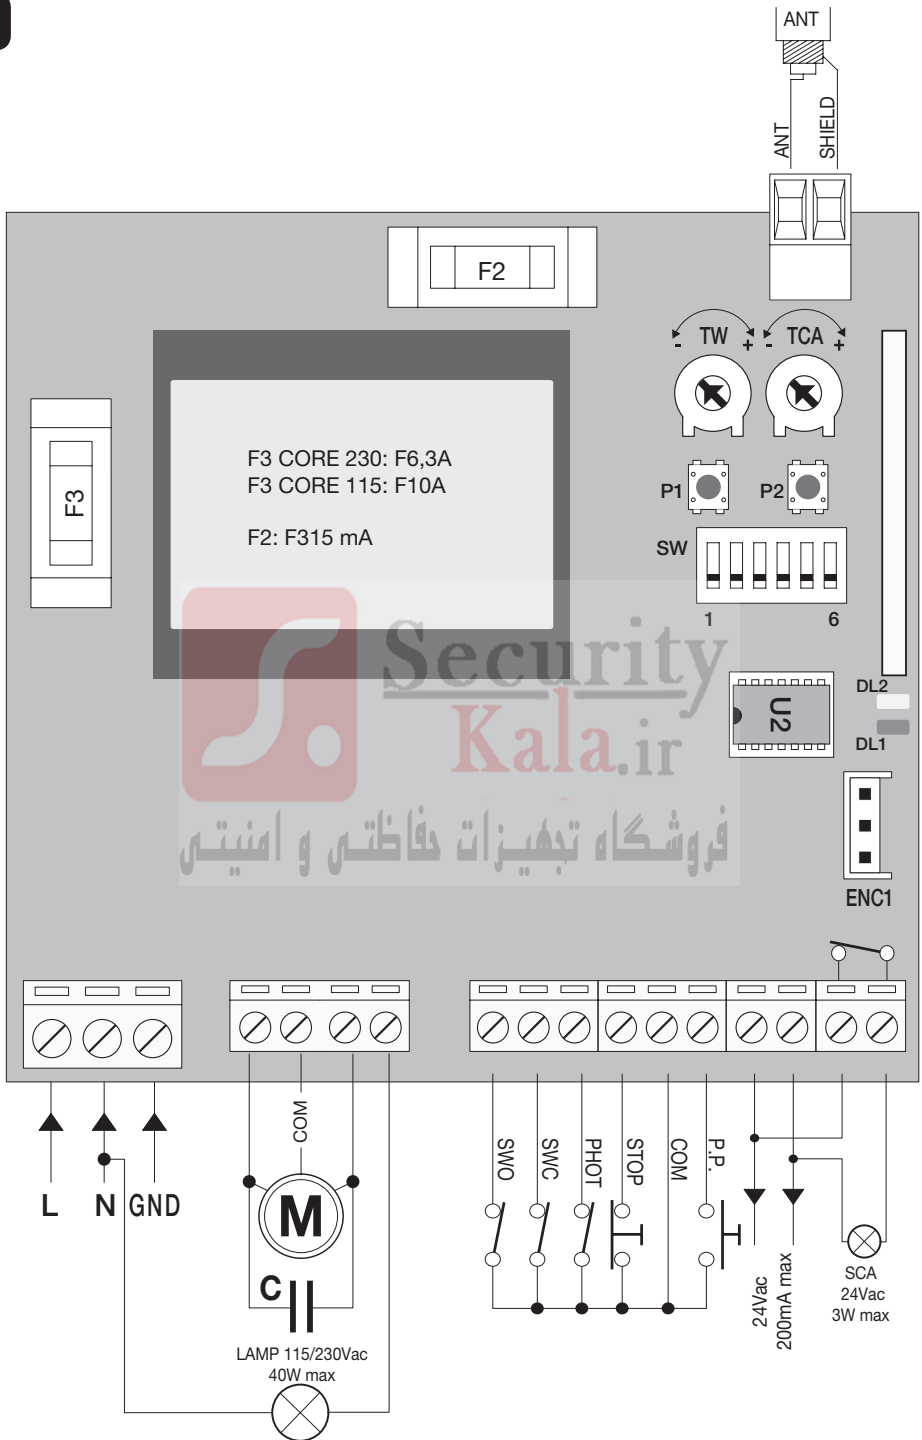 ANT
ANT
SHIELD
F2
- TW +
- TCA +
F3
F3 CORE 230: F6,3A
F3 CORE 115: F10A
F2: F315 mA
P1
P2
SW
1
6
Security
Kala.ir
فروشگاه تجهیزات حفاظتی و امنیتی
U2
DL2
DL1
ENC1
L
N
GND
COM
M
C
LAMP 115/230Vac
40W max
SWO
SWC
PHOT
STOP
COM
P.P.
24Vac
200mA max
SCA
24Vac
3W max